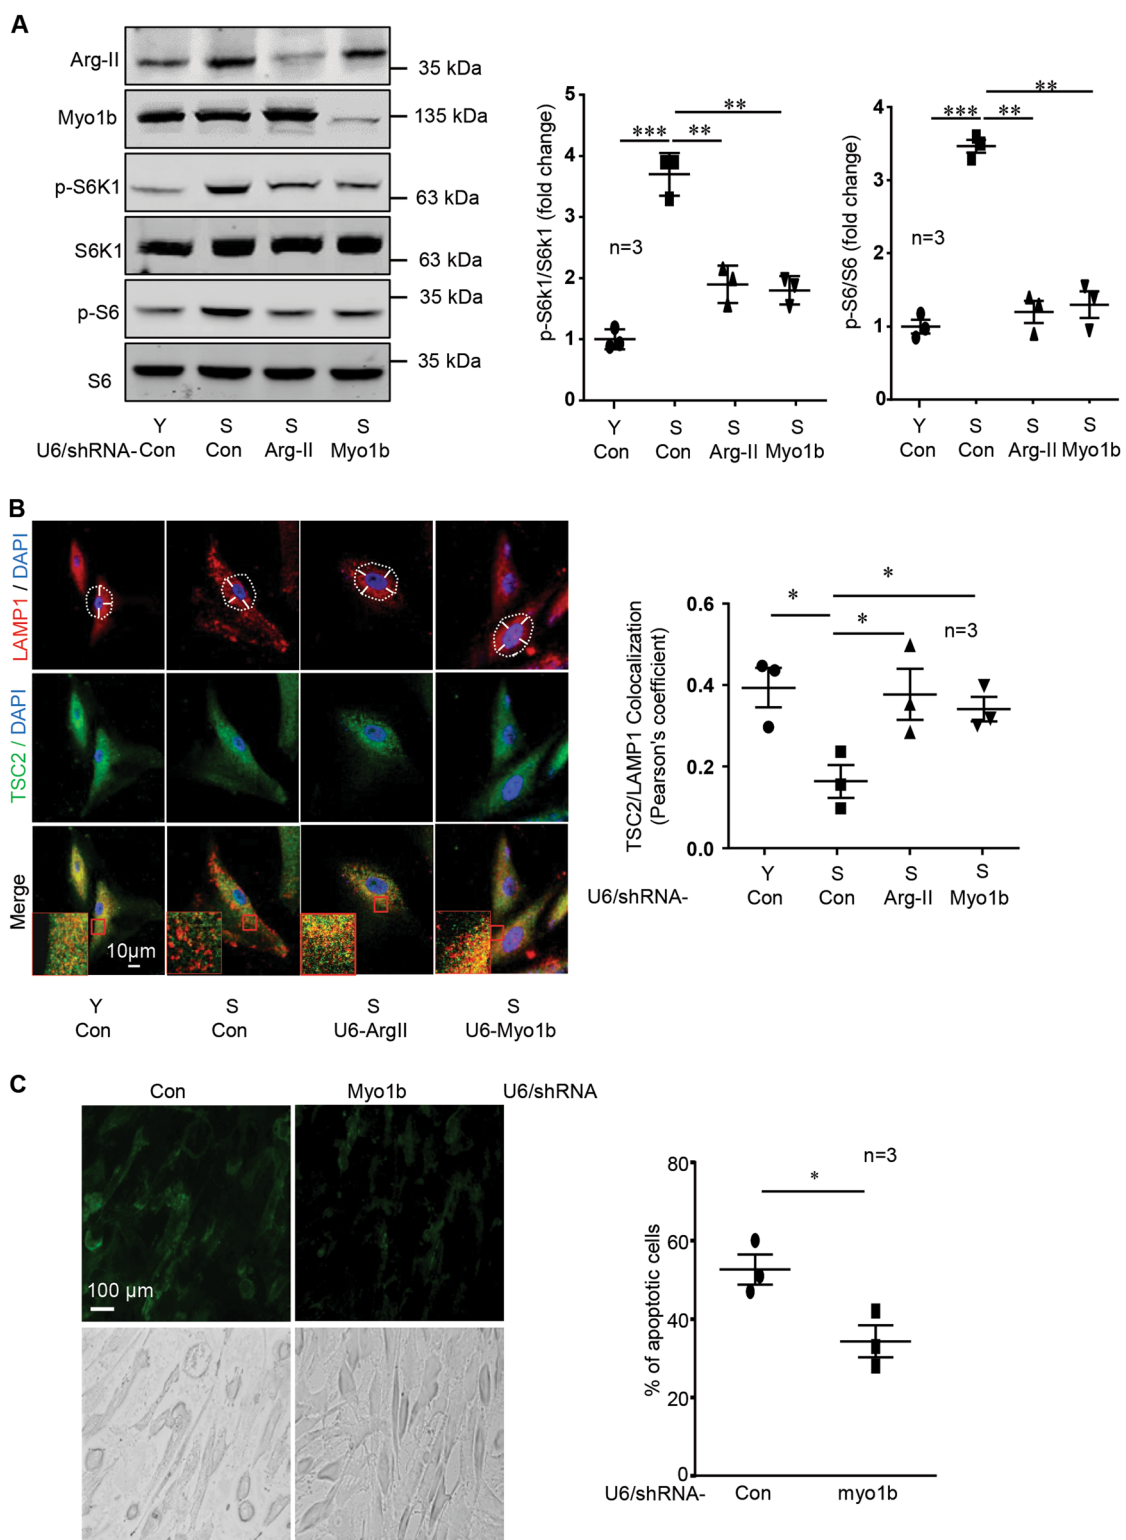 A
Arg-II
35 kDa
Myo1b
135 kDa
p-S6K1
63 kDa
S6K1
63 kDa
p-S6
35 kDa
S6
35 kDa
Y S S S
U6/shRNA-Con Con Arg-II Myo1b
p-S6k1/S6k1 (fold change)
5
4
3
2
1
0
*** **
**
n=3
Y S S S
Con Con Arg-II Myo1b
p-S6/S6 (fold change)
4
3
2
1
0
*** **
**
n=3
Y S S S
Con Con Arg-II Myo1b
B
LAMP1 / DAPI
TSC2 / DAPI
Merge
10μm
Y S S S
Con Con U6-ArgII U6-Myo1b
TSC2/LAMP1 Colocalization
(Pearson's coefficient)
0.6
0.4
0.2
0.0
*
*
*
n=3
Y S S S
U6/shRNA- Con Con Arg-II Myo1b
C
Con Myo1b U6/shRNA
100 μm
% of apoptotic cells
80
60
40
20
0
*
n=3
U6/shRNA- Con myo1b